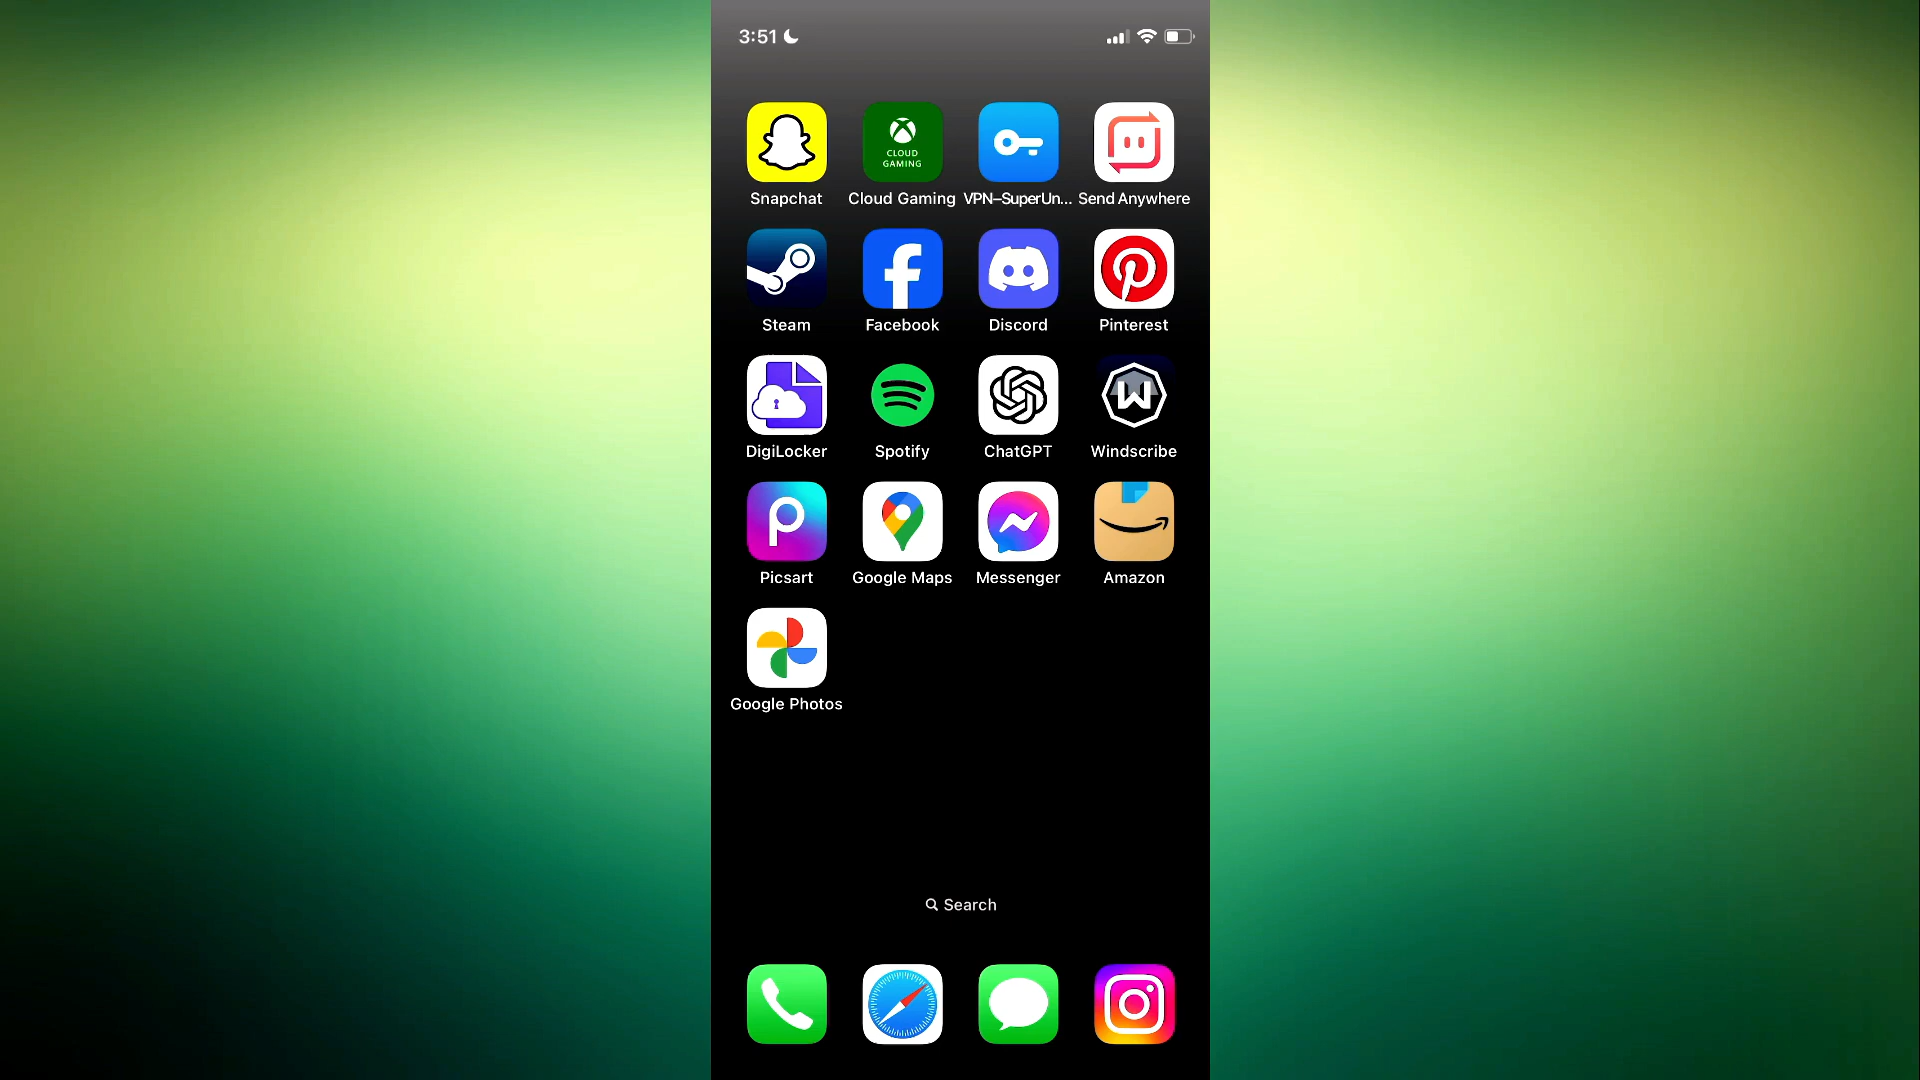 3:51
CLOUD
GAMING
Snapchat Cloud Gaming VPN–SuperUn... Send Anywhere
Steam Facebook Discord Pinterest
DigiLocker Spotify ChatGPT Windscribe
Picsart Google Maps Messenger Amazon
Google Photos
Search